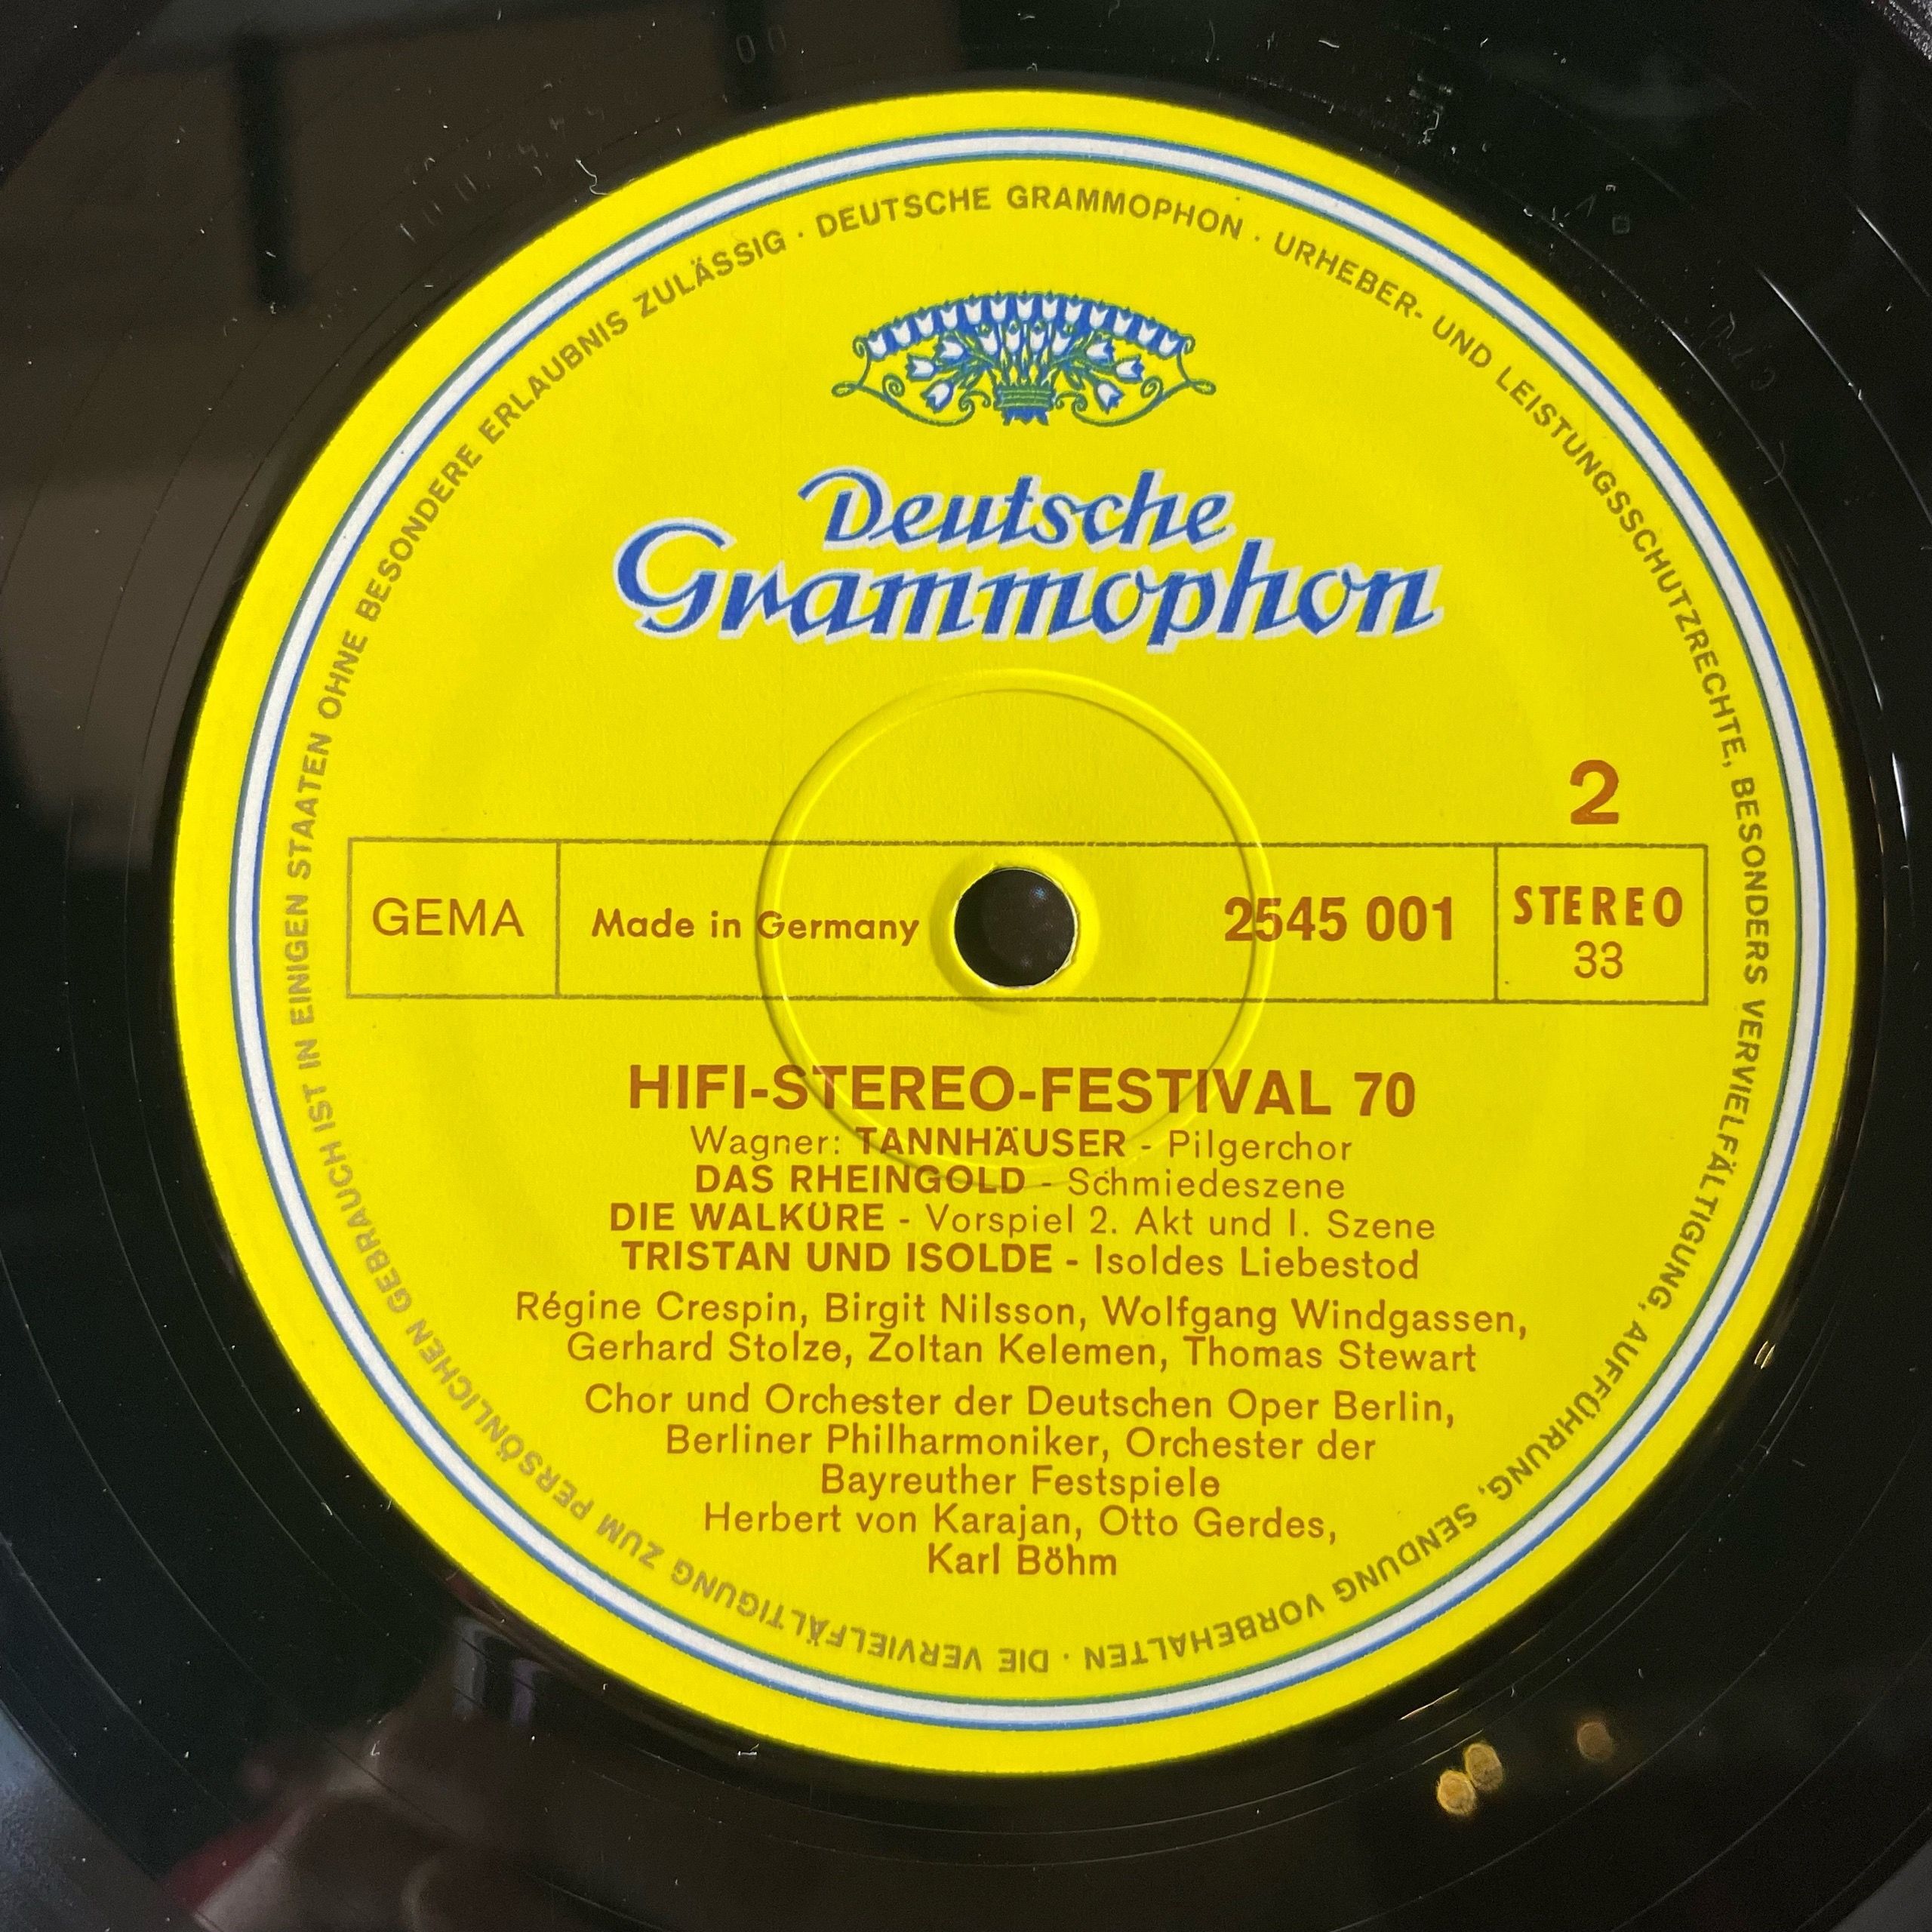 DEUTSCHE GRAMMOPHON · URHEBER- UND LEISTUNGSSCHUTZRECHTE, BESONDERS VERVIELFÄLTIGUNG, AUFFÜHRUNG, SENDUNG VORBEHALTEN · DIE VERVIELFÄLTIGUNG ZUM PERSÖNLICHEN GEBRAUCH IST IN EINIGEN STAATEN OHNE BESONDERE ERLAUBNIS ZULÄSSIG ·
Deutsche
Grammophon
2
GEMA Made in Germany 2545 001 STEREO
33
HIFI-STEREO-FESTIVAL 70
Wagner: TANNHÄUSER - Pilgerchor
DAS RHEINGOLD - Schmiedeszene
DIE WALKÜRE - Vorspiel 2. Akt und I. Szene
TRISTAN UND ISOLDE - Isoldes Liebestod
Régine Crespin, Birgit Nilsson, Wolfgang Windgassen,
Gerhard Stolze, Zoltan Kelemen, Thomas Stewart
Chor und Orchester der Deutschen Oper Berlin,
Berliner Philharmoniker, Orchester der
Bayreuther Festspiele
Herbert von Karajan, Otto Gerdes,
Karl Böhm